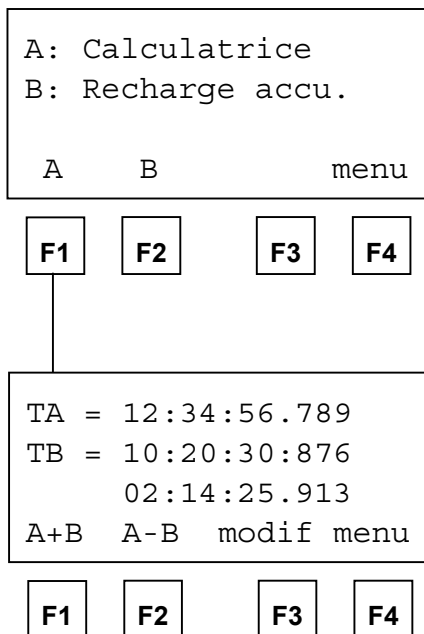 A: Calculatrice
B: Recharge accu.
A B menu
F1 F2 F3 F4
TA = 12:34:56.789
TB = 10:20:30:876
02:14:25.913
A+B A-B modif menu
F1 F2 F3 F4